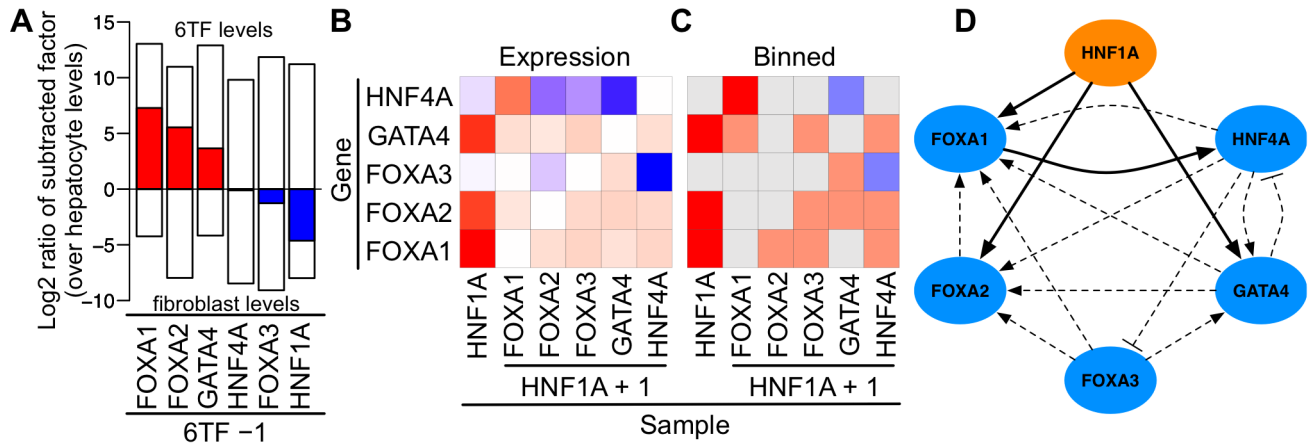 A
Log2 ratio of subtracted factor
(over hepatocyte levels)
15
10
5
0
−5
−10
6TF levels
fibroblast levels
FOXA1
FOXA2
GATA4
HNF4A
FOXA3
HNF1A
6TF −1
B
Expression
Gene
HNF4A
GATA4
FOXA3
FOXA2
FOXA1
HNF1A
FOXA1
FOXA2
FOXA3
GATA4
HNF4A
HNF1A + 1
C
Binned
HNF1A
FOXA1
FOXA2
FOXA3
GATA4
HNF4A
HNF1A + 1
Sample
D
HNF1A
FOXA1
HNF4A
FOXA2
GATA4
FOXA3